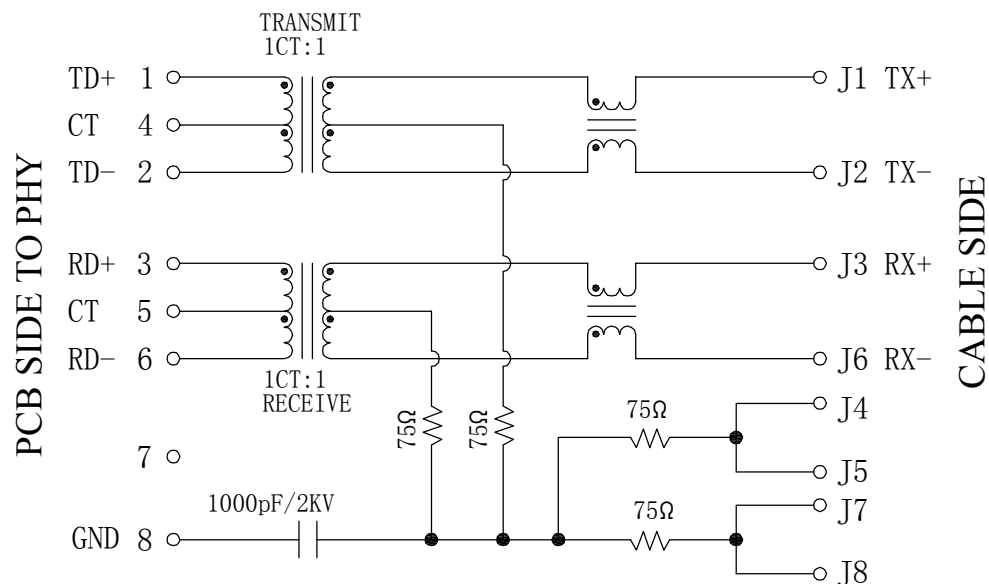 TRANSMIT
1CT:1
TD+ 1
CT 4
TD- 2
J1 TX+
J2 TX-
RD+ 3
CT 5
RD- 6
J3 RX+
J6 RX-
1CT:1
RECEIVE
PCB SIDE TO PHY
CABLE SIDE
75Ω
75Ω
75Ω
J4
J5
7
1000pF/2KV
GND 8
75Ω
J7
J8